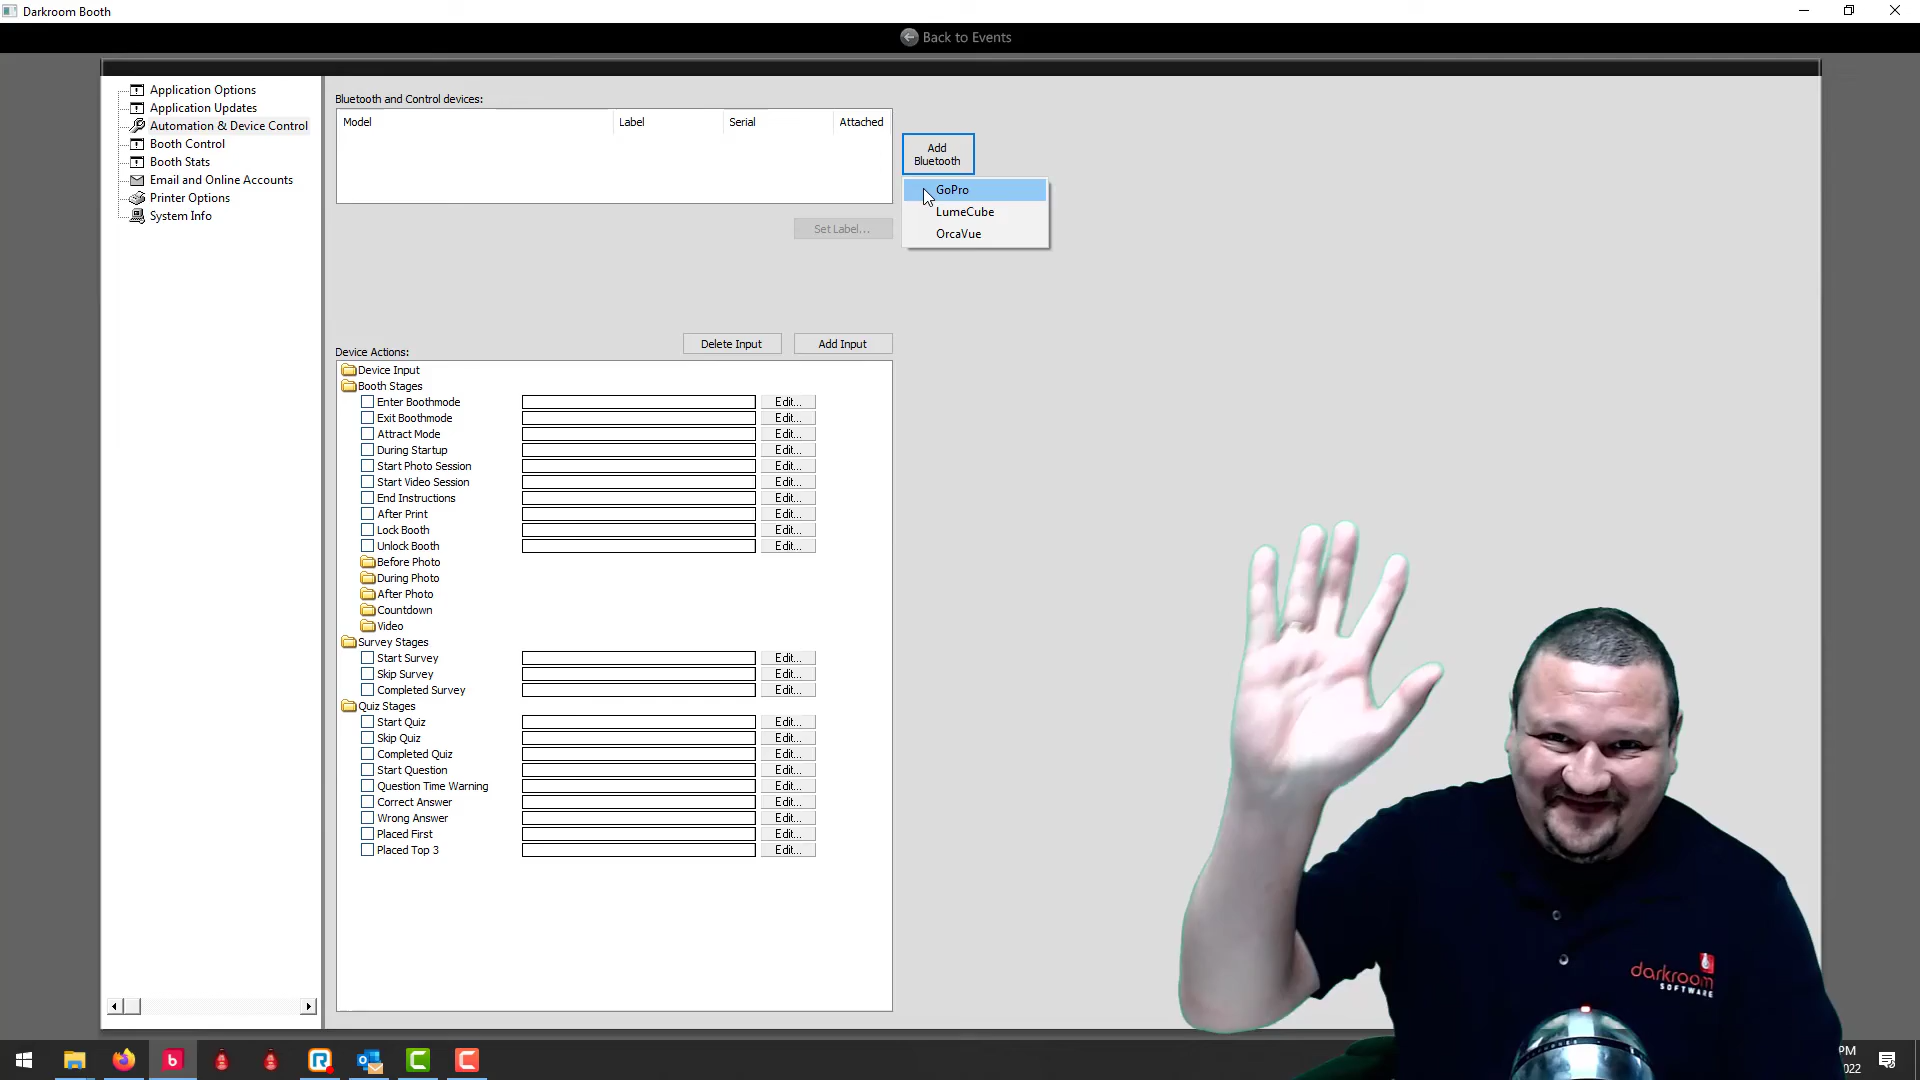 Darkroom Booth
Back to Events
Application Options
Application Updates
Automation & Device Control
Booth Control
Booth Stats
Email and Online Accounts
Printer Options
System Info
Bluetooth and Control devices:
Model Label Serial Attached
Add
Bluetooth
GoPro
LumeCube
OrcaVue
Set Label...
Delete Input Add Input
Device Actions:
Device Input
Booth Stages
Enter Boothmode Edit...
Exit Boothmode Edit...
Attract Mode Edit...
During Startup Edit...
Start Photo Session Edit...
Start Video Session Edit...
End Instructions Edit...
After Print Edit...
Lock Booth Edit...
Unlock Booth Edit...
Before Photo
During Photo
After Photo
Countdown
Video
Survey Stages
Start Survey Edit...
Skip Survey Edit...
Completed Survey Edit...
Quiz Stages
Start Quiz Edit...
Skip Quiz Edit...
Completed Quiz Edit...
Start Question Edit...
Question Time Warning Edit...
Correct Answer Edit...
Wrong Answer Edit...
Placed First Edit...
Placed Top 3 Edit...
darkroom
SOFTWARE
b
R
C
C
PM
022